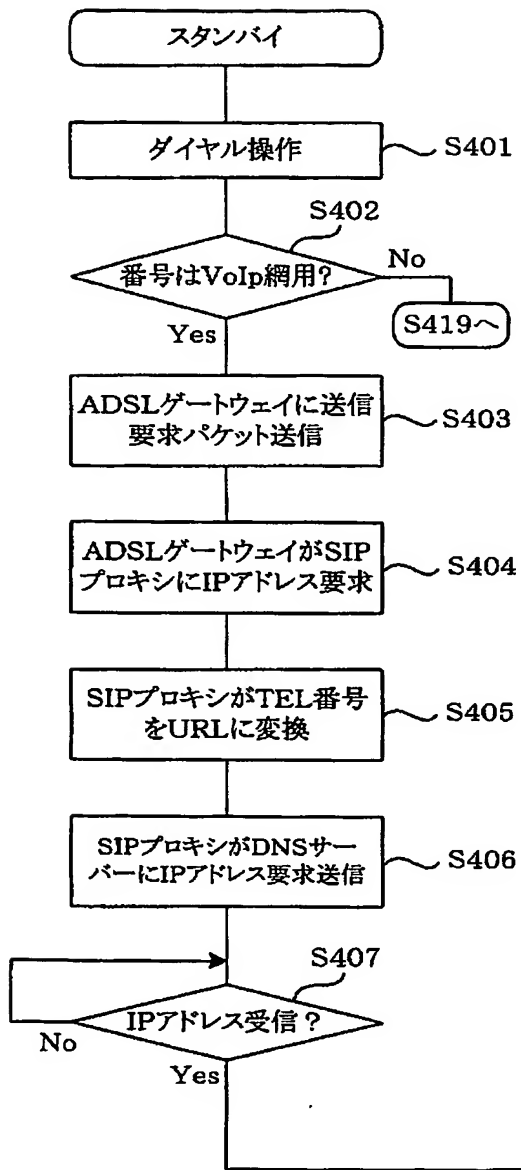 スタンバイ
ダイヤル操作
S401
S402
番号はVoIp網用?
No
S419へ
Yes
ADSLゲートウェイに送信
要求パケット送信
S403
ADSLゲートウェイがSIP
プロキシにIPアドレス要求
S404
SIPプロキシがTEL番号
をURLに変換
S405
SIPプロキシがDNSサー
バーにIPアドレス要求送信
S406
S407
IPアドレス受信?
No
Yes